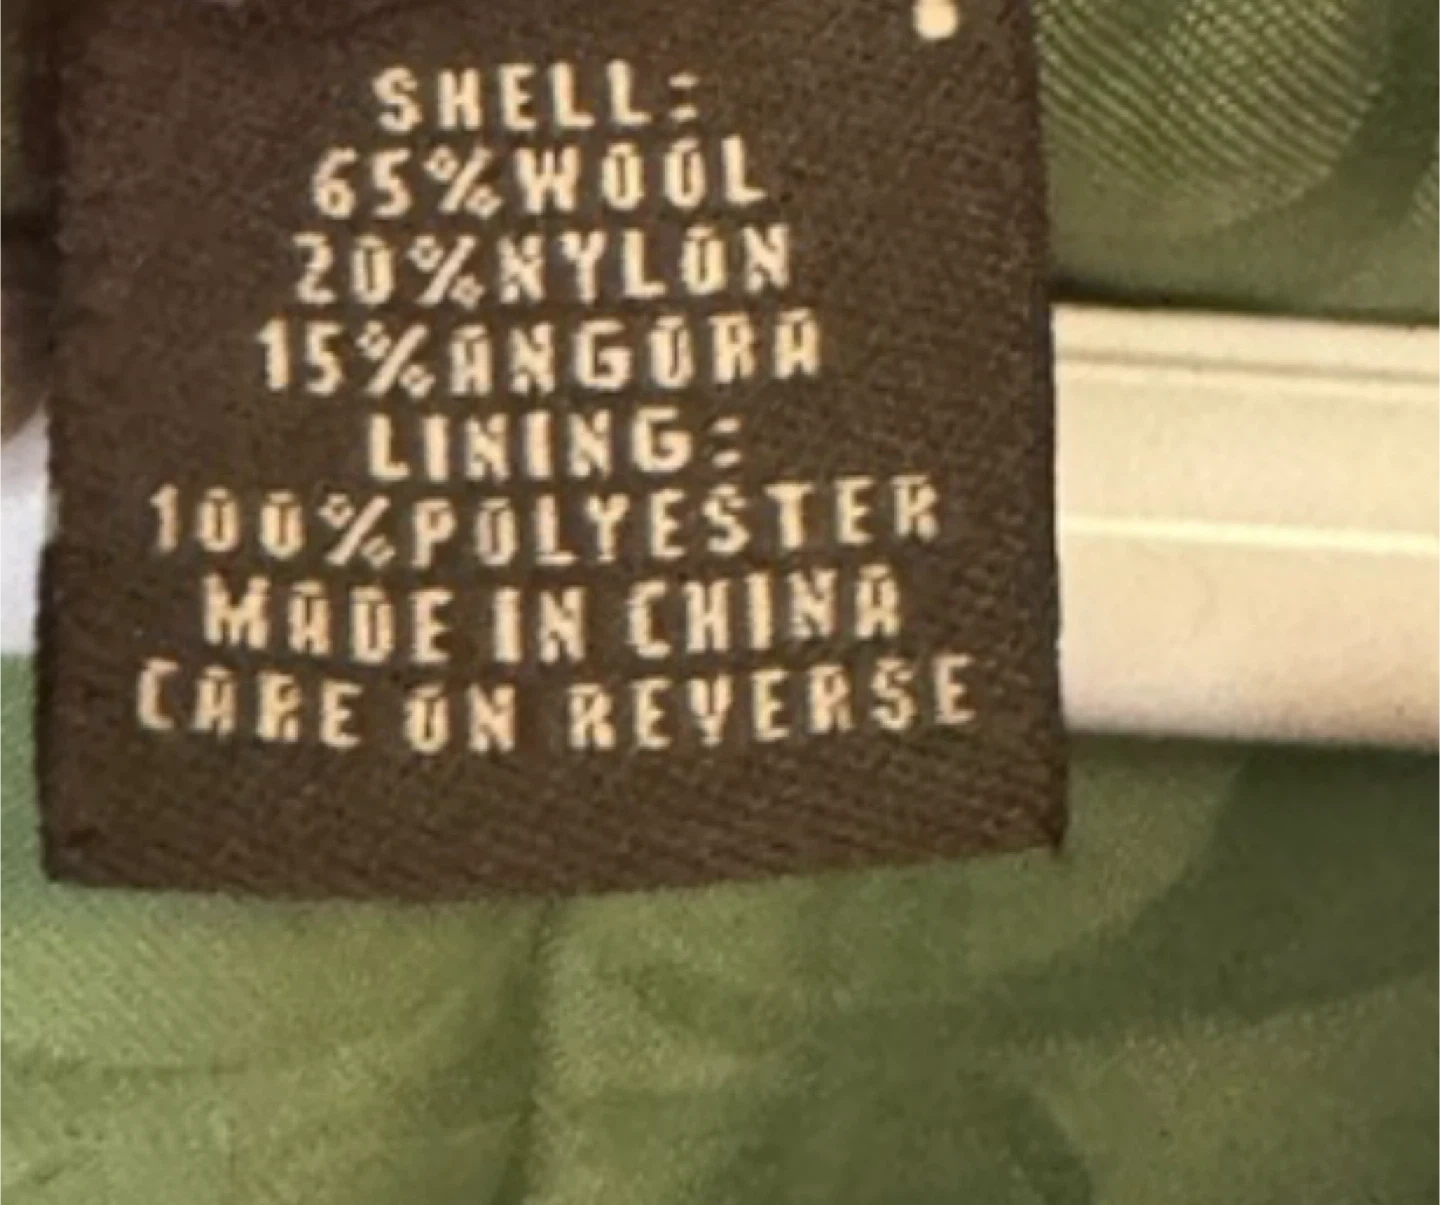 SHELL:
65%WOOL
20%NYLON
15%ANGORA
LINING:
100%POLYESTER
MADE IN CHINA
CARE ON REVERSE